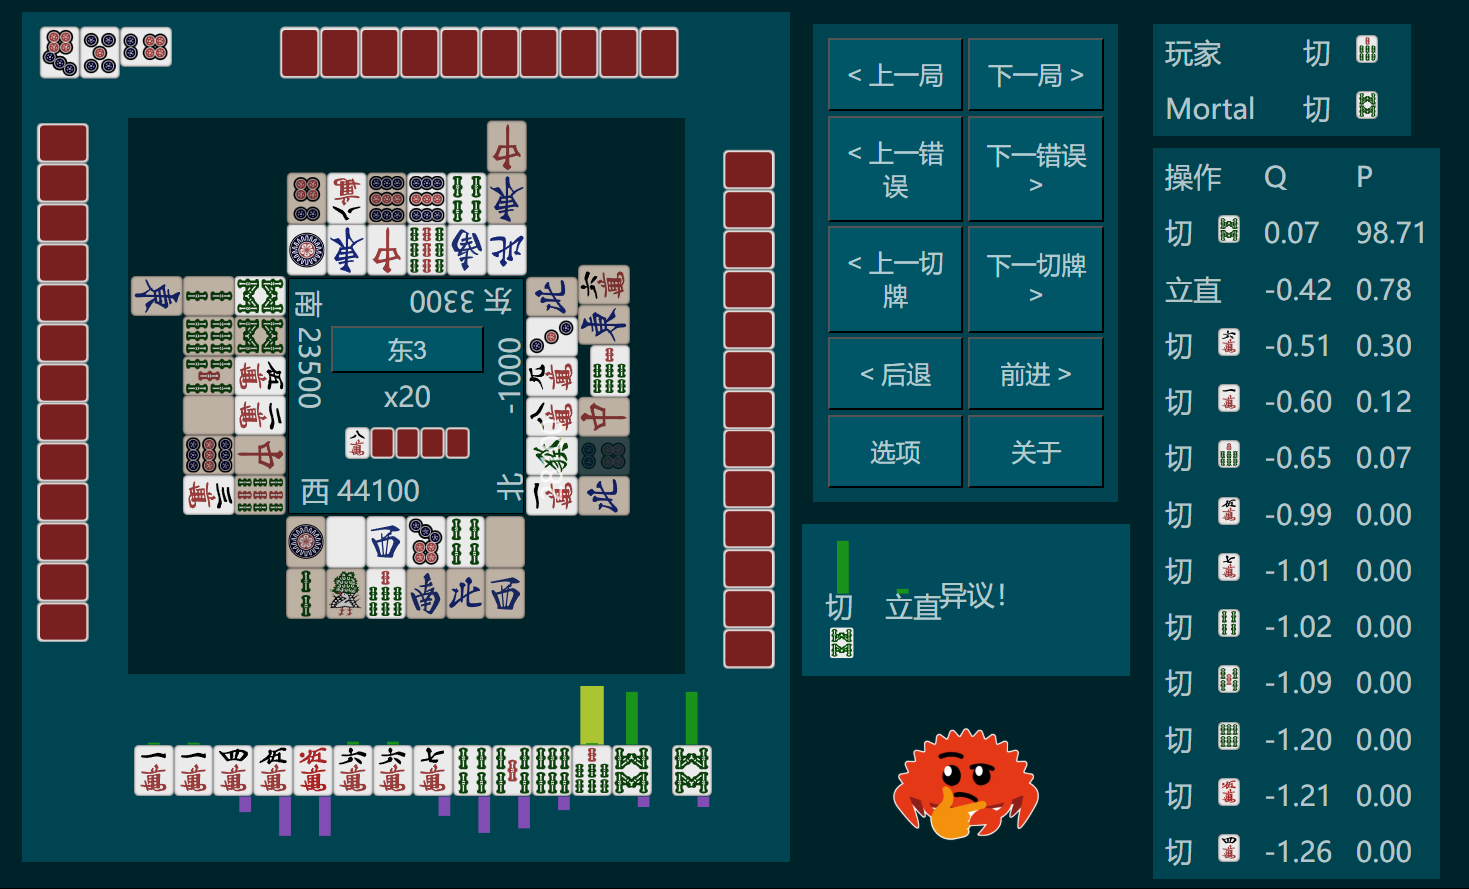 南 23500
东 3300
-1000
东3
x20
西 44100
北
< 上一局
下一局 >
< 上一错误
下一错误 >
< 上一切牌
下一切牌 >
< 后退
前进 >
选项
关于
切
立直
异议!
玩家 切
Mortal 切
操作 Q P
切 0.07 98.71
立直 -0.42 0.78
切 -0.51 0.30
切 -0.60 0.12
切 -0.65 0.07
切 -0.99 0.00
切 -1.01 0.00
切 -1.02 0.00
切 -1.09 0.00
切 -1.20 0.00
切 -1.21 0.00
切 -1.26 0.00